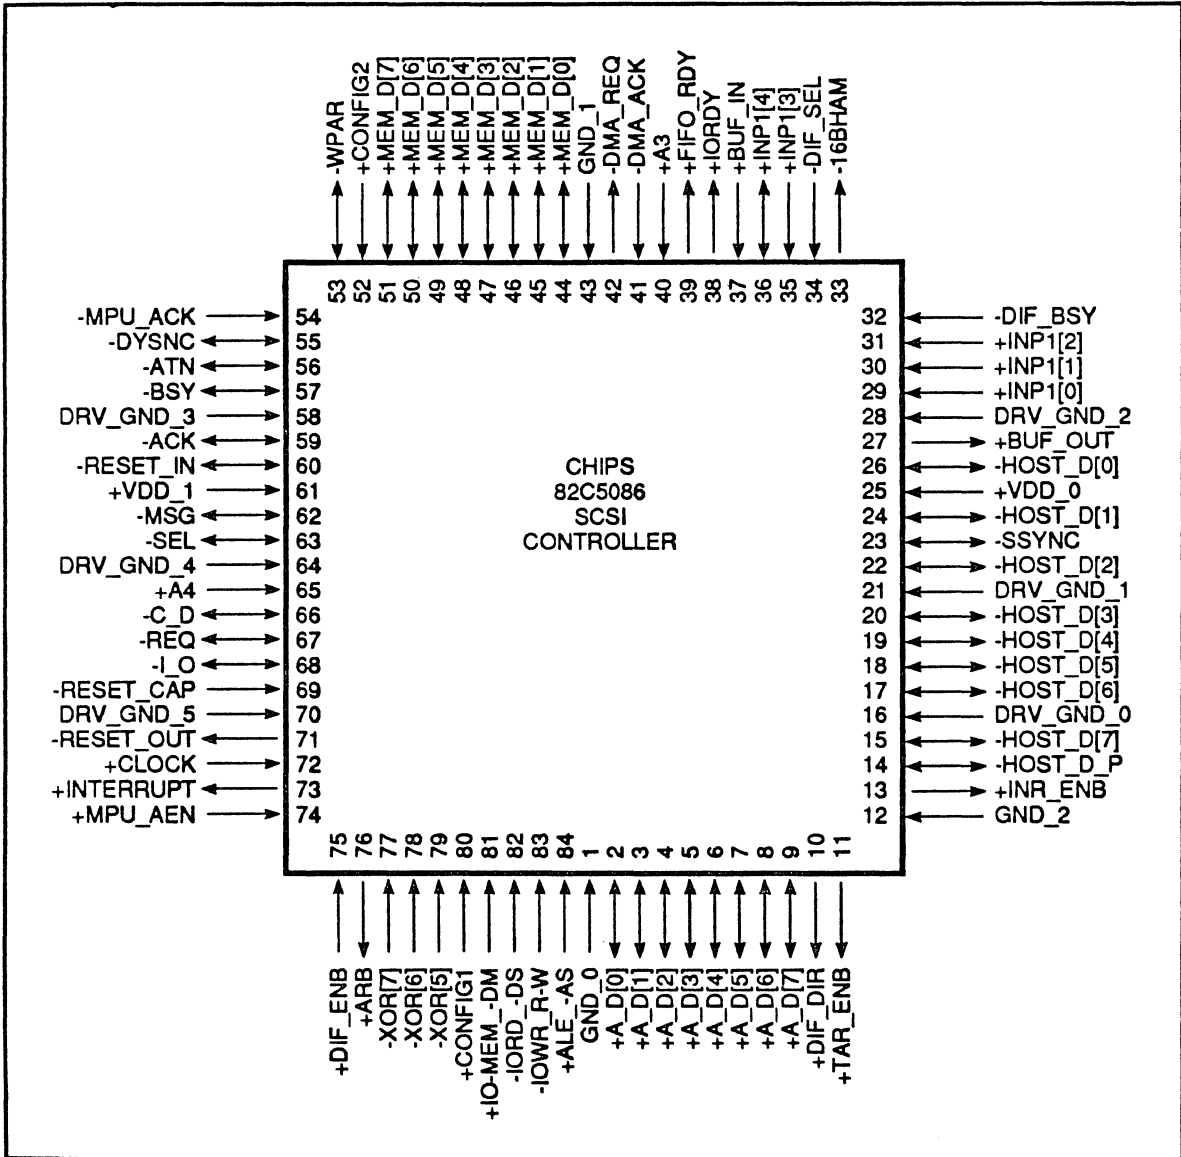 -WPAR
+CONFIG2
+MEM_D[7]
+MEM_D[6]
+MEM_D[5]
+MEM_D[4]
+MEM_D[3]
+MEM_D[2]
+MEM_D[1]
+MEM_D[0]
GND_1
-DMA_REQ
-DMA_ACK
+A3
+FIFO_RDY
+IORDY
+BUF_IN
+INP1[4]
+INP1[3]
-DIF_SEL
-16BHAM
53 52 51 50 49 48 47 46 45 44 43 42 41 40 39 38 37 36 35 34 33
-MPU_ACK 54
-DYSNC 55
-ATN 56
-BSY 57
DRV_GND_3 58
-ACK 59
-RESET_IN 60
+VDD_1 61
-MSG 62
-SEL 63
DRV_GND_4 64
+A4 65
-C_D 66
-REQ 67
-I_O 68
-RESET_CAP 69
DRV_GND_5 70
-RESET_OUT 71
+CLOCK 72
+INTERRUPT 73
+MPU_AEN 74
CHIPS
82C5086
SCSI
CONTROLLER
32 -DIF_BSY
31 +INP1[2]
30 +INP1[1]
29 +INP1[0]
28 DRV_GND_2
27 +BUF_OUT
26 -HOST_D[0]
25 +VDD_0
24 -HOST_D[1]
23 -SSYNC
22 -HOST_D[2]
21 DRV_GND_1
20 -HOST_D[3]
19 -HOST_D[4]
18 -HOST_D[5]
17 -HOST_D[6]
16 DRV_GND_0
15 -HOST_D[7]
14 -HOST_D_P
13 +INR_ENB
12 GND_2
75 76 77 78 79 80 81 82 83 84 1 2 3 4 5 6 7 8 9 10 11
+DIF_ENB
+ARB
-XOR[7]
-XOR[6]
-XOR[5]
+CONFIG1
+IO-MEM_-DM
-IORD_-DS
-IOWR_R-W
+ALE_-AS
GND_0
+A_D[0]
+A_D[1]
+A_D[2]
+A_D[3]
+A_D[4]
+A_D[5]
+A_D[6]
+A_D[7]
+DIF_DIR
+TAR_ENB